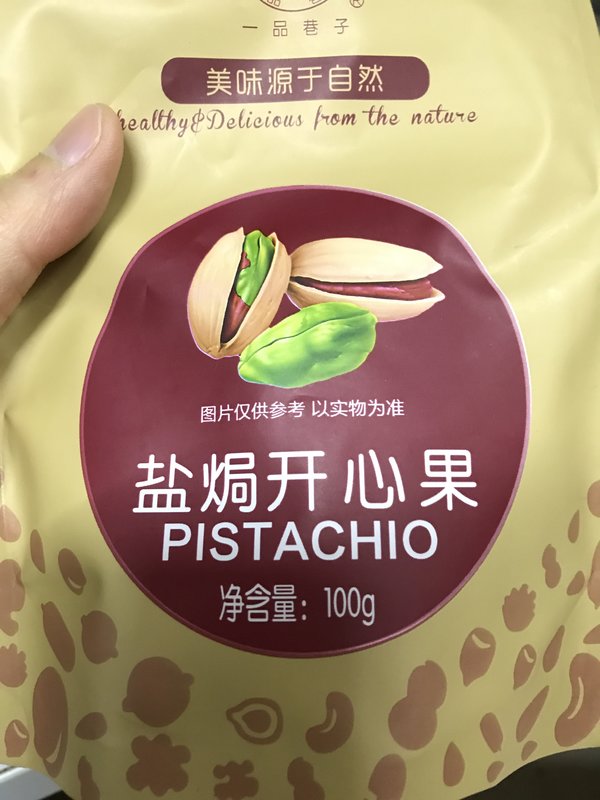 一品巷子
美味源于自然
healthy&Delicious from the nature
图片仅供参考 以实物为准
盐焗开心果
PISTACHIO
净含量：100g